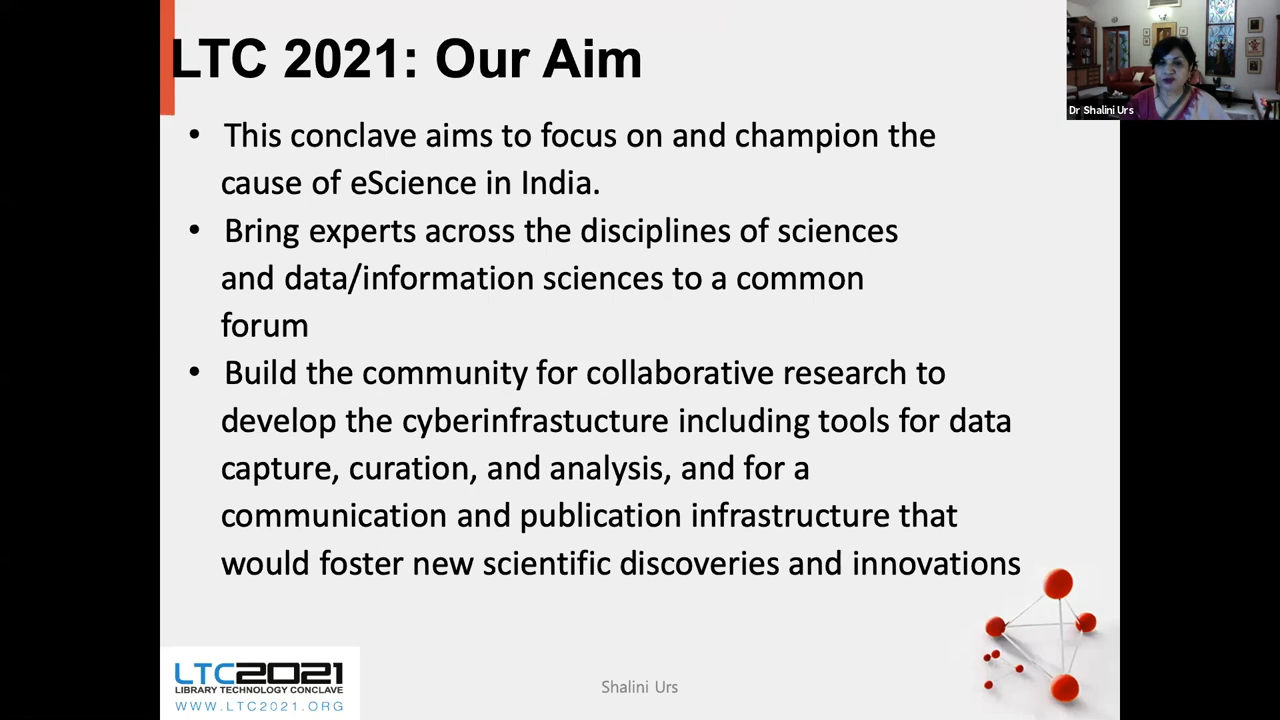 LTC 2021: Our Aim
Dr Shalini Urs
• This conclave aims to focus on and champion the
cause of eScience in India.
• Bring experts across the disciplines of sciences
and data/information sciences to a common
forum
• Build the community for collaborative research to
develop the cyberinfrastucture including tools for data
capture, curation, and analysis, and for a
communication and publication infrastructure that
would foster new scientific discoveries and innovations
LTC2021
LIBRARY TECHNOLOGY CONCLAVE
WWW.LTC2021.ORG
Shalini Urs